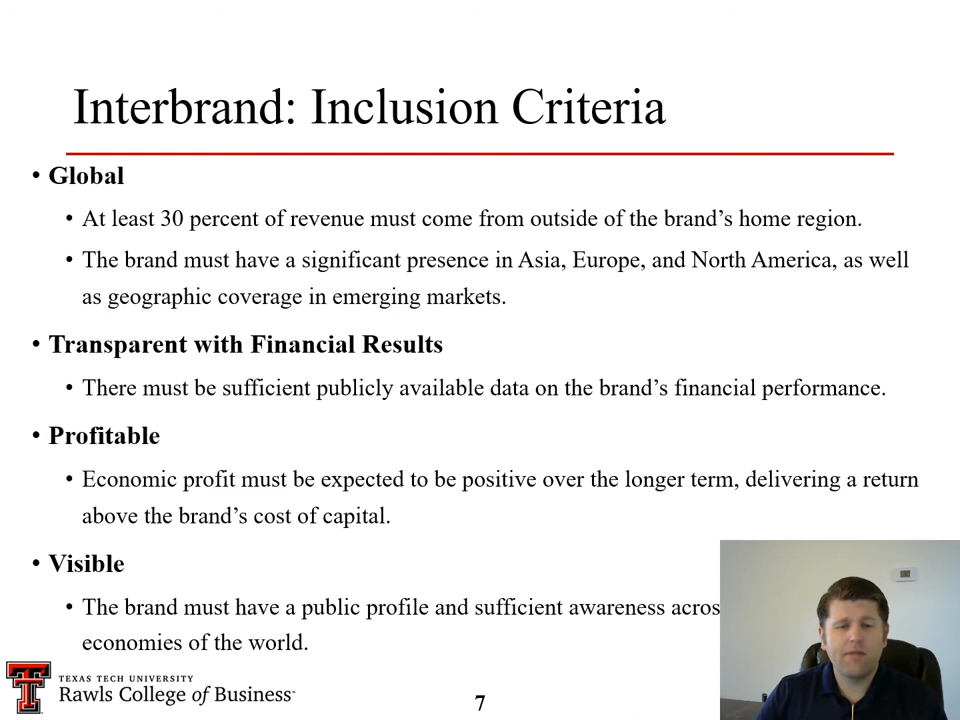 Interbrand: Inclusion Criteria
• Global
• At least 30 percent of revenue must come from outside of the brand’s home region.
• The brand must have a significant presence in Asia, Europe, and North America, as well
as geographic coverage in emerging markets.
• Transparent with Financial Results
• There must be sufficient publicly available data on the brand’s financial performance.
• Profitable
• Economic profit must be expected to be positive over the longer term, delivering a return
above the brand’s cost of capital.
• Visible
• The brand must have a public profile and sufficient awareness acros
economies of the world.
TEXAS TECH UNIVERSITY
Rawls College of Business
7